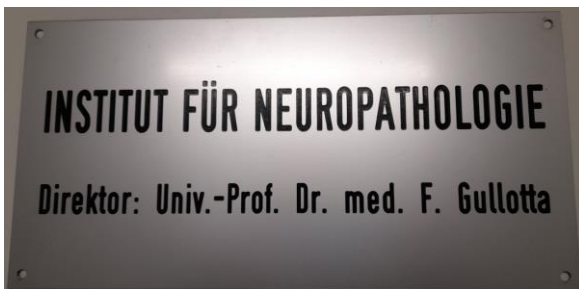 INSTITUT FÜR NEUROPATHOLOGIE
Direktor: Univ.-Prof. Dr. med. F. Gullotta